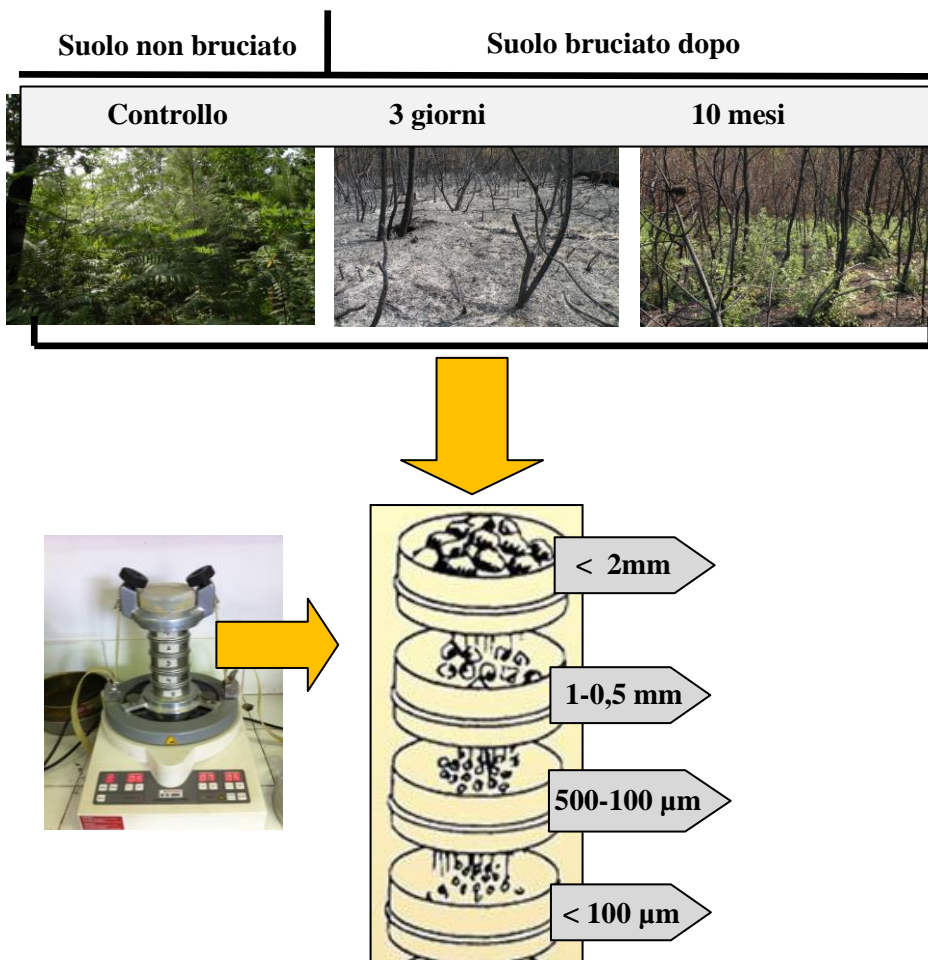 Suolo non bruciato
Suolo bruciato dopo
Controllo
3 giorni
10 mesi
< 2mm
1-0,5 mm
500-100 µm
< 100 µm